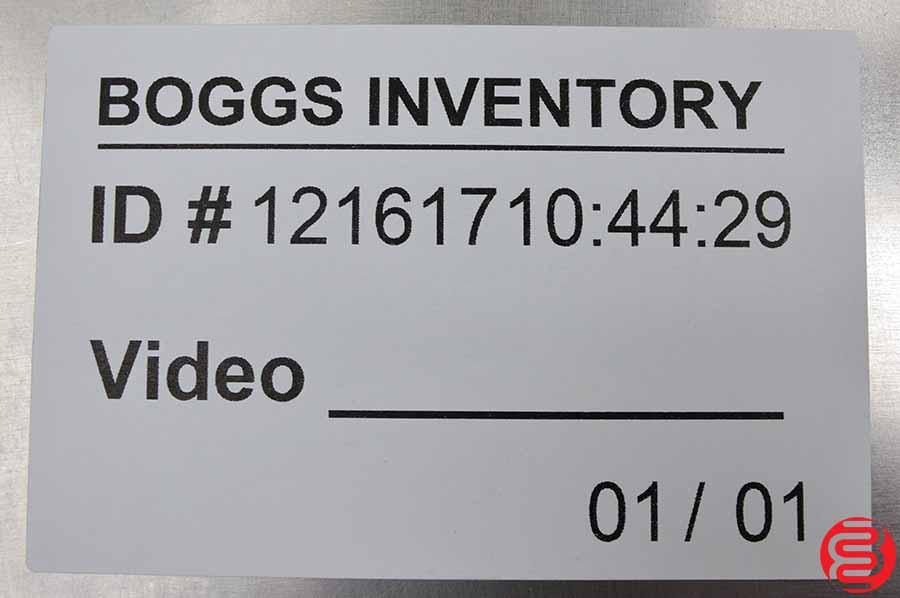 BOGGS INVENTORY
ID # 12161710:44:29
Video
01 / 01